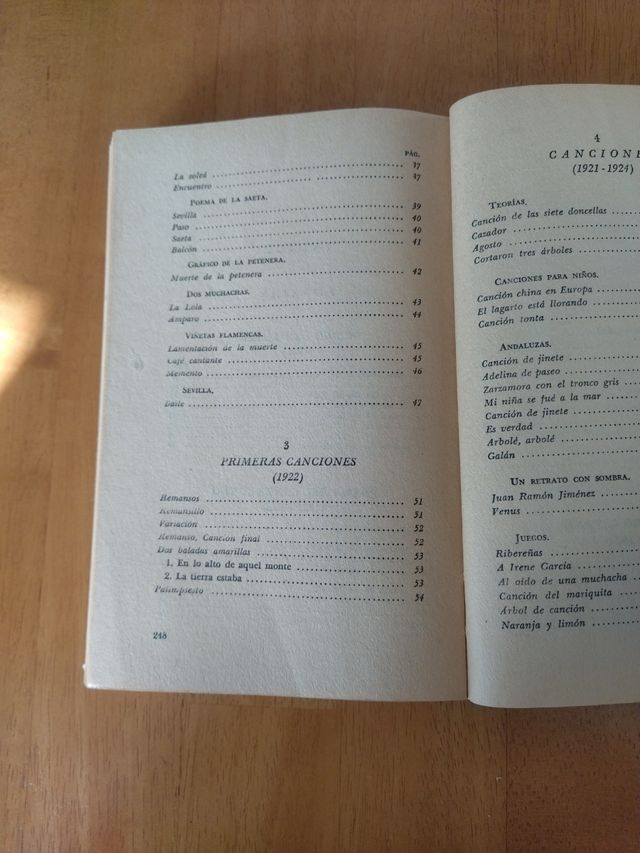 PÁG.
La soleá ........ 37
Encuentro ........ 37
POEMA DE LA SAETA.
Sevilla ........ 39
Paso ........ 40
Saeta ........ 40
Balcón ........ 41
GRÁFICO DE LA PETENERA.
Muerte de la petenera ........ 42
DOS MUCHACHAS.
La Lola ........ 43
Amparo ........ 44
VIÑETAS FLAMENCAS.
Lamentación de la muerte ........ 45
Café cantante ........ 45
Memento ........ 46
SEVILLA.
Baile ........ 47
3
PRIMERAS CANCIONES
(1922)
Remansos ........ 51
Remansillo ........ 51
Variación ........ 52
Remanso, Canción final ........ 52
Dos baladas amarillas ........ 53
1. En lo alto de aquel monte ........ 53
2. La tierra estaba ........ 53
Palimpsesto ........ 54
248
4
CANCIONE
(1921-1924)
TEORÍAS.
Canción de las siete doncellas ........
Cazador ........
Agosto ........
Cortaron tres árboles ........
CANCIONES PARA NIÑOS.
Canción china en Europa ........
El lagarto está llorando ........
Canción tonta ........
ANDALUZAS.
Canción de jinete ........
Adelina de paseo ........
Zarzamora con el tronco gris ........
Mi niña se fué a la mar ........
Canción de jinete ........
Es verdad ........
Arbolé, arbolé ........
Galán ........
UN RETRATO CON SOMBRA.
Juan Ramón Jiménez ........
Venus ........
JUEGOS.
Ribereñas ........
A Irene García ........
Al oído de una muchacha ........
Canción del mariquita ........
Árbol de canción ........
Naranja y limón ........